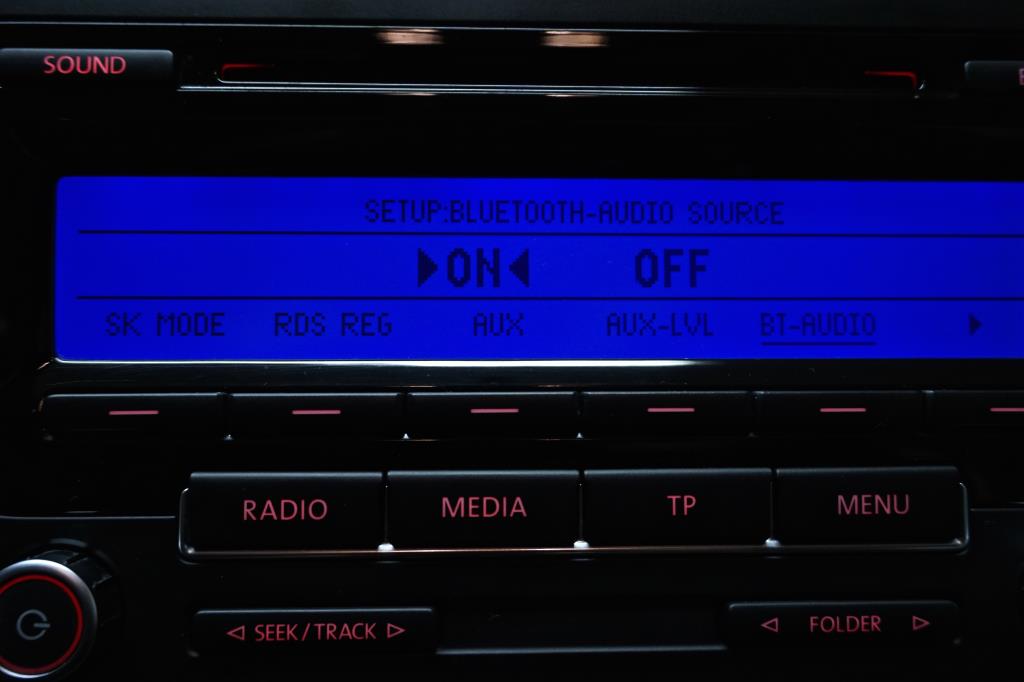 SOUND
SETUP:BLUETOOTH-AUDIO SOURCE
ON OFF
SK MODE RDS REG AUX AUX-LVL BT-AUDIO
RADIO MEDIA TP MENU
SEEK/TRACK FOLDER